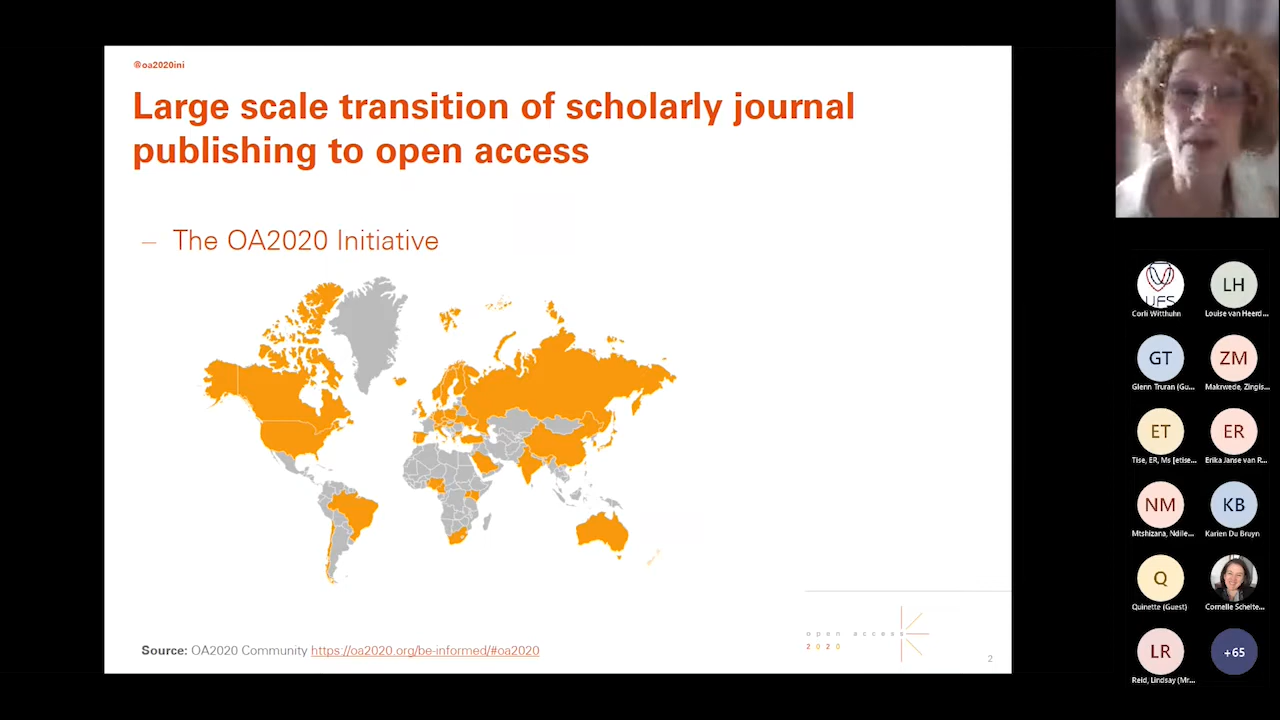 @oa2020ini
Large scale transition of scholarly journal
publishing to open access
– The OA2020 Initiative
Source: OA2020 Community https://oa2020.org/be-informed/#oa2020
open access
2020
2
UFS
Corli Witthuhn
LH
Louise van Heerd...
GT
Glenn Truran (Gu...
ZM
Makrwede, Zingis...
ET
Tise, ER, Ms [etise...
ER
Erika Janse van R...
NM
Mtshizana, Ndile...
KB
Karien Du Bruyn
Q
Quinette (Guest)
Cornelle Scholte...
LR
Reid, Lindsay (Mr...
+65